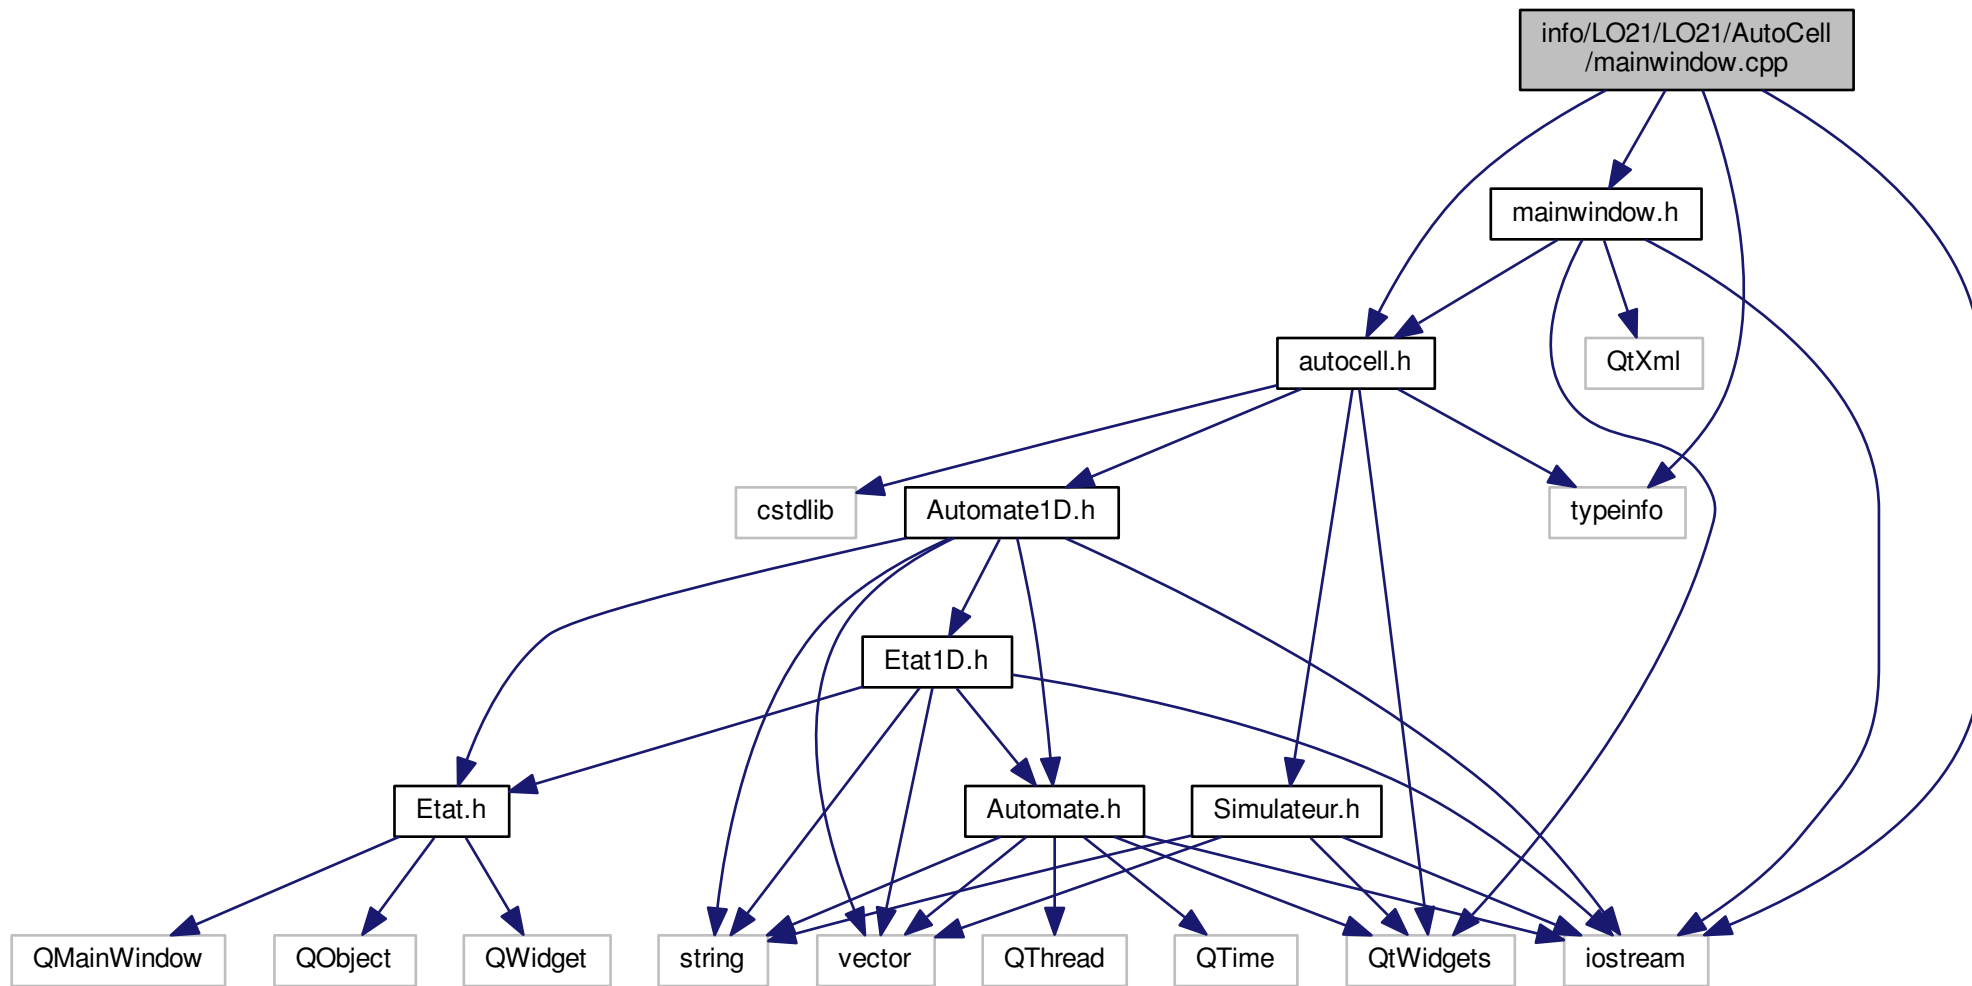 info/LO21/LO21/AutoCell
/mainwindow.cpp
mainwindow.h
autocell.h
QtXml
cstdlib
Automate1D.h
typeinfo
Etat1D.h
Etat.h
Automate.h
Simulateur.h
QMainWindow
QObject
QWidget
string
vector
QThread
QTime
QtWidgets
iostream